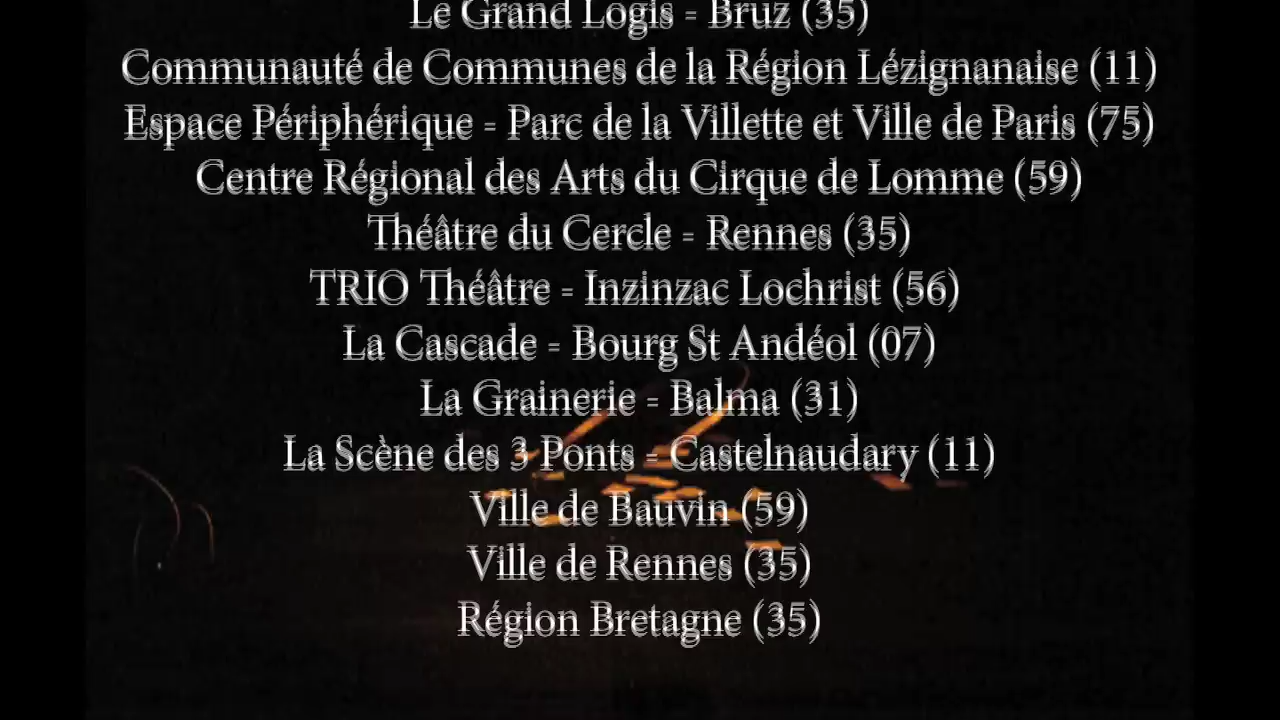 Le Grand Logis - Bruz (35)
Communauté de Communes de la Région Lézignanaise (11)
Espace Périphérique - Parc de la Villette et Ville de Paris (75)
Centre Régional des Arts du Cirque de Lomme (59)
Théâtre du Cercle - Rennes (35)
TRIO Théâtre - Inzinzac Lochrist (56)
La Cascade - Bourg St Andéol (07)
La Grainerie - Balma (31)
La Scène des 3 Ponts - Castelnaudary (11)
Ville de Bauvin (59)
Ville de Rennes (35)
Région Bretagne (35)